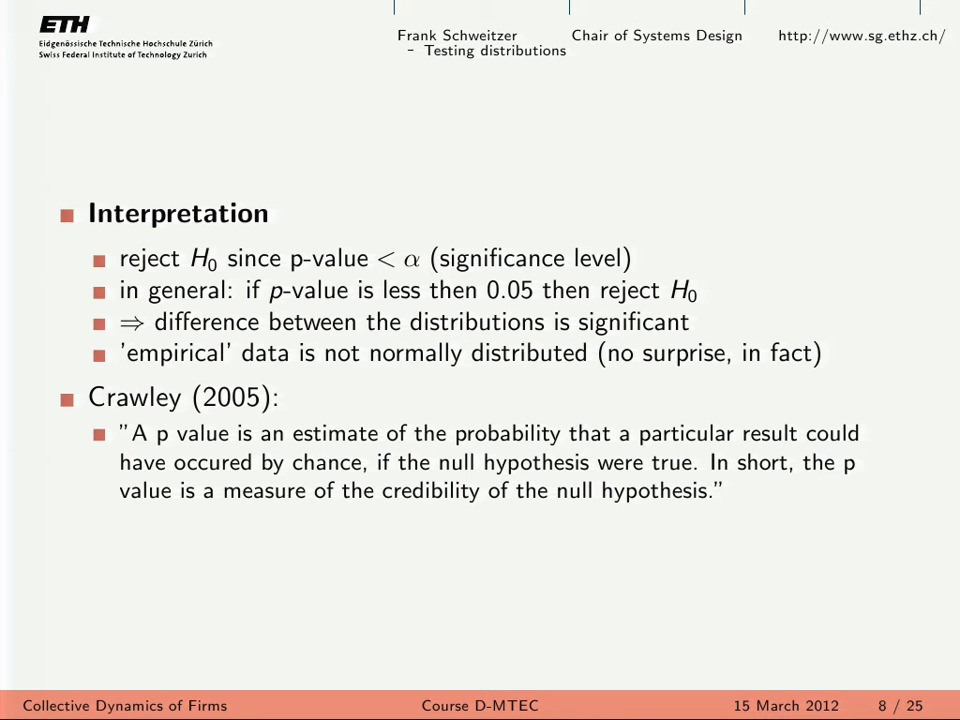 ETH
Eidgenössische Technische Hochschule Zürich
Swiss Federal Institute of Technology Zurich
Frank Schweitzer Chair of Systems Design http://www.sg.ethz.ch/
– Testing distributions
Interpretation
reject H0 since p-value < α (significance level)
in general: if p-value is less then 0.05 then reject H0
⇒ difference between the distributions is significant
'empirical' data is not normally distributed (no surprise, in fact)
Crawley (2005):
"A p value is an estimate of the probability that a particular result could
have occured by chance, if the null hypothesis were true. In short, the p
value is a measure of the credibility of the null hypothesis."
Collective Dynamics of Firms Course D-MTEC 15 March 2012 8 / 25